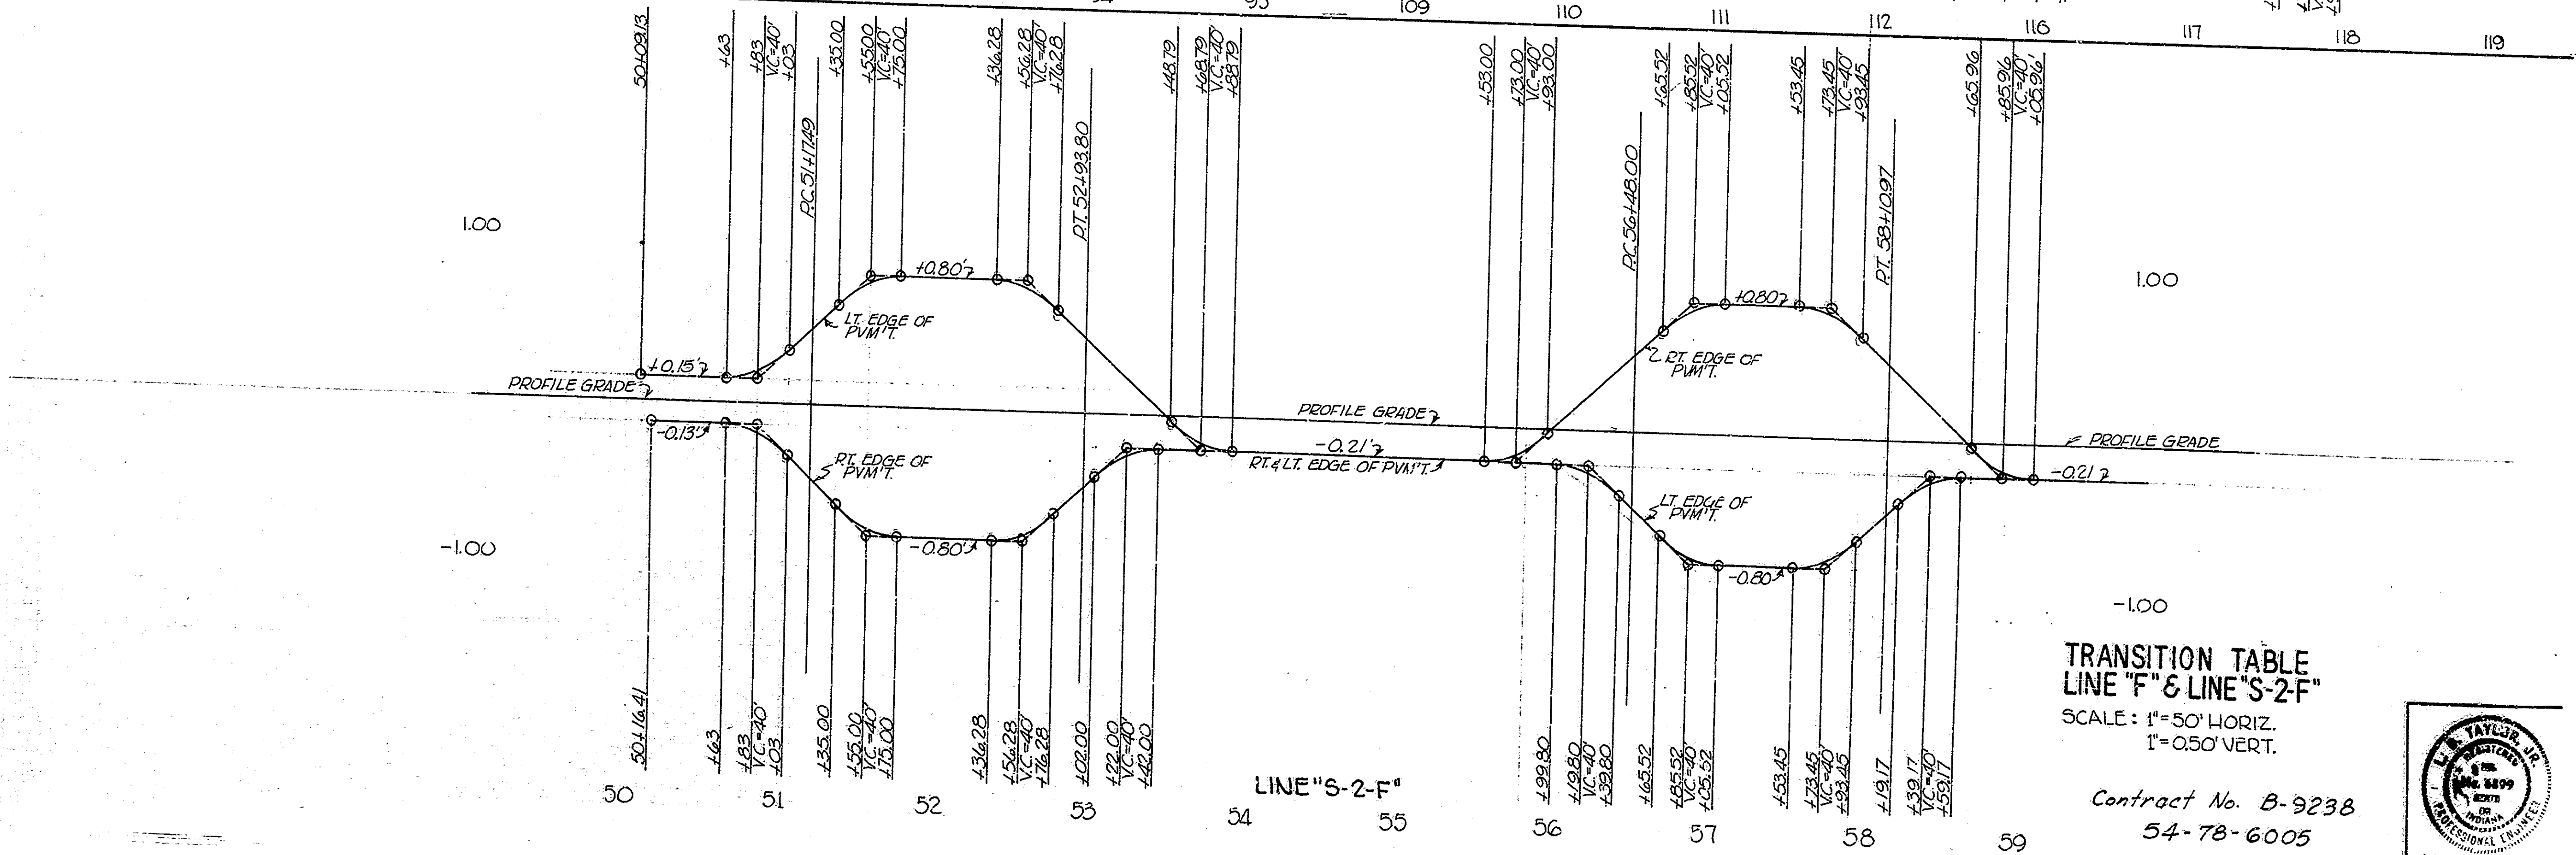 109
110
111
112
116
117
118
119
50+09.13
+63
+83
V.C.=40'
+03
P.C. 51+17.49
+35.00
+55.00
V.C.=40'
+75.00
+36.28
+56.28
V.C.=40'
+76.28
P.T. 52+93.80
+48.79
+68.79
V.C.=40'
+88.79
+53.00
+73.00
V.C.=40'
+93.00
P.C. 56+48.00
+65.52
+85.52
V.C.=40'
+05.52
+53.45
+73.45
V.C.=40'
+93.45
P.T. 58+10.97
+65.96
+85.96
V.C.=40'
+05.96'
1.00
1.00
+0.80'
+0.80
LT. EDGE OF
PVM'T.
RT. EDGE OF
PVM'T.
+0.15'
PROFILE GRADE
PROFILE GRADE
PROFILE GRADE
-0.13'
-0.21'
RT. & LT. EDGE OF PVM'T.
-0.21
RT. EDGE OF
PVM'T.
LT. EDGE OF
PVM'T.
-1.00
-0.80'
-0.80
-1.00
50+16.41
+63
+83
V.C.=40'
+03
+35.00
+55.00
V.C.=40'
+75.00
+36.28
+56.28
V.C.=40'
+76.28
+02.00
+22.00
V.C.=40'
+42.00
+99.80
+19.80
V.C.=40'
+39.80
+65.52
+85.52
V.C.=40'
+05.52
+53.45
+73.45
V.C.=40'
+93.45
+19.17
+39.17
V.C.=40'
+59.17
50
51
52
53
54
55
56
57
58
59
LINE "S-2-F"
TRANSITION TABLE
LINE "F" & LINE "S-2-F"
SCALE: 1"=50' HORIZ.
1"=0.50' VERT.
Contract No. B-9238
54-78-6005
TAYLOR, JR.
REGISTERED
No. 6899
STATE
OF
INDIANA
PROFESSIONAL ENGINEER